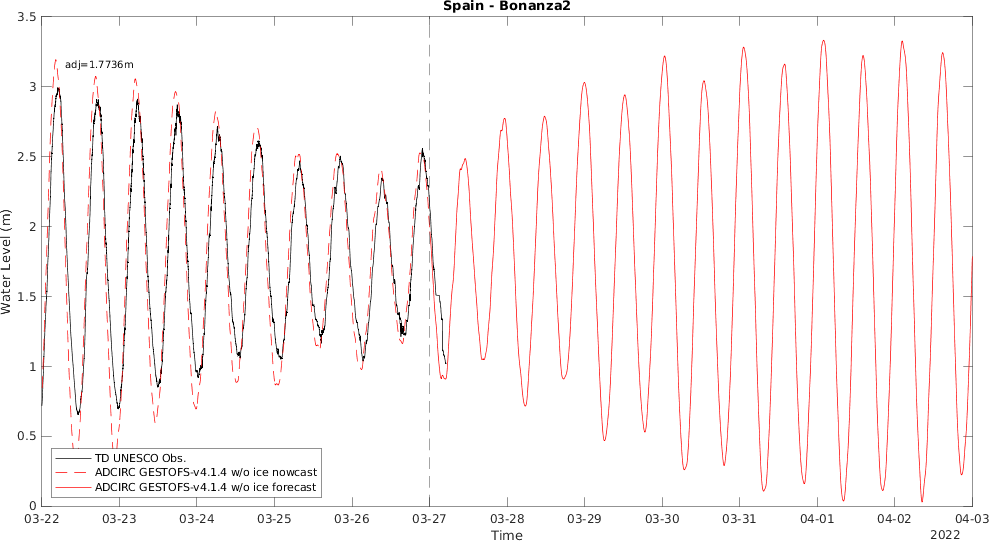 Spain - Bonanza2
adj=1.7736m
Water Level (m)
3.5
3
2.5
2
1.5
1
0.5
0
TD UNESCO Obs.
ADCIRC GESTOFS-v4.1.4 w/o ice nowcast
ADCIRC GESTOFS-v4.1.4 w/o ice forecast
03-22 03-23 03-24 03-25 03-26 03-27 03-28 03-29 03-30 03-31 04-01 04-02 04-03
Time
2022